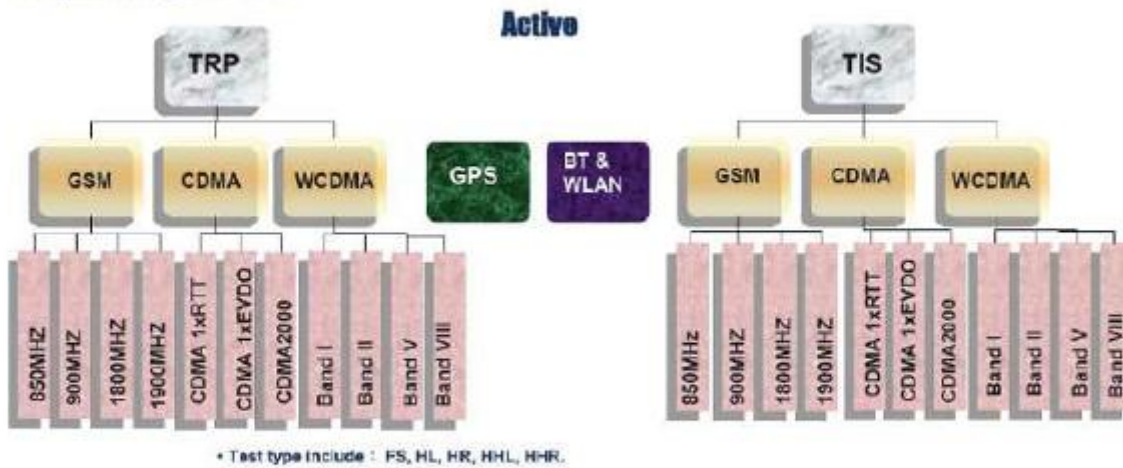 Active
TRP
TIS
GSM
CDMA
WCDMA
GPS
BT &
WLAN
GSM
CDMA
WCDMA
850MHZ
900MHZ
1800MHZ
1900MHZ
CDMA 1xRTT
CDMA 1xEVDO
CDMA2000
Band I
Band II
Band V
Band VIII
850MHz
900MHZ
1800MHZ
1900MHZ
CDMA 1xRTT
CDMA 1xEVDO
CDMA2000
Band I
Band II
Band V
Band VIII
• Test type include : FS, HL, HR, HHL, HHR.